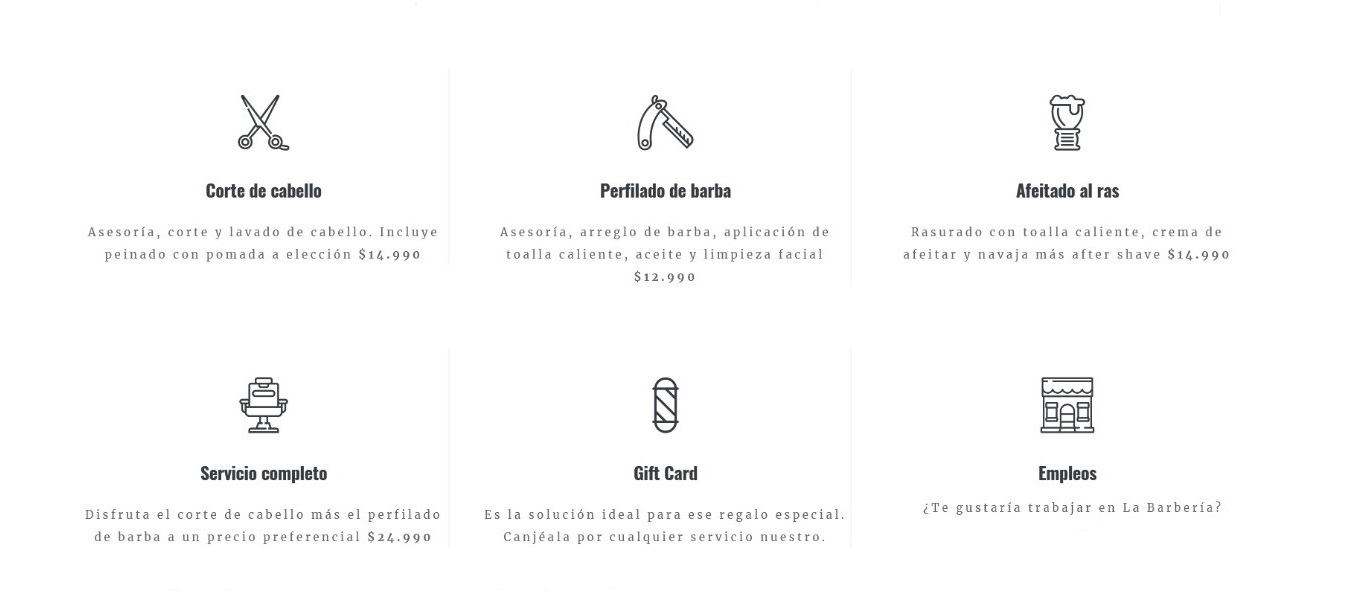 Corte de cabello
Asesoría, corte y lavado de cabello. Incluye
peinado con pomada a elección $14.990
Perfilado de barba
Asesoría, arreglo de barba, aplicación de
toalla caliente, aceite y limpieza facial
$12.990
Afeitado al ras
Rasurado con toalla caliente, crema de
afeitar y navaja más after shave $14.990
Servicio completo
Disfruta el corte de cabello más el perfilado
de barba a un precio preferencial $24.990
Gift Card
Es la solución ideal para ese regalo especial.
Canjéala por cualquier servicio nuestro.
Empleos
¿Te gustaría trabajar en La Barbería?